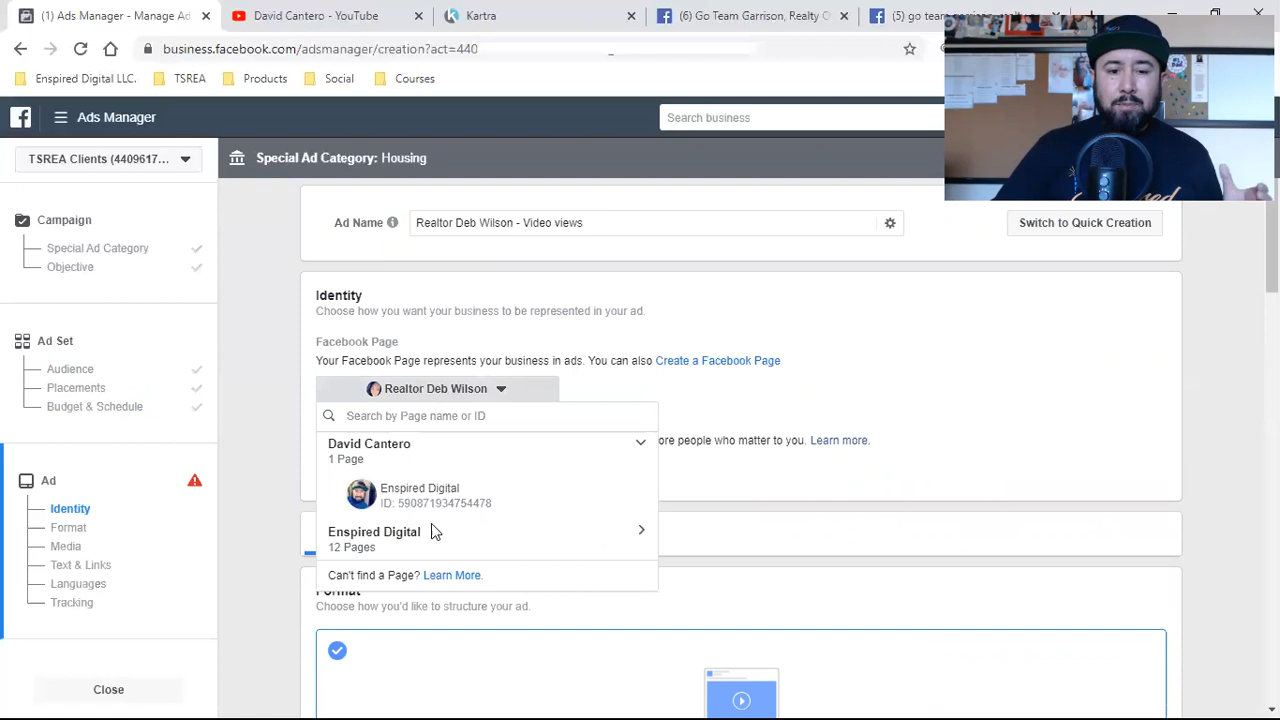 (1) Ads Manager - Manage Ad
David Cantero - YouTube
Kartra
(6) Go Team Garrison, Realty G
(5) go team
business.facebook.com/adsmanager/creation?act=440
Enspired Digital LLC.
TSREA
Products
Social
Courses
Ads Manager
Search business
TSREA Clients (4409617...
Special Ad Category: Housing
Campaign
Special Ad Category
Objective
Ad Set
Audience
Placements
Budget & Schedule
Ad
Identity
Format
Media
Text & Links
Languages
Tracking
Close
Ad Name
Realtor Deb Wilson - Video views
Switch to Quick Creation
Identity
Choose how you want your business to be represented in your ad.
Facebook Page
Your Facebook Page represents your business in ads. You can also Create a Facebook Page
Realtor Deb Wilson
Search by Page name or ID
David Cantero
1 Page
ore people who matter to you. Learn more.
Enspired Digital
ID: 590871934754478
Enspired Digital
12 Pages
Can't find a Page? Learn More.
Format
Choose how you'd like to structure your ad.